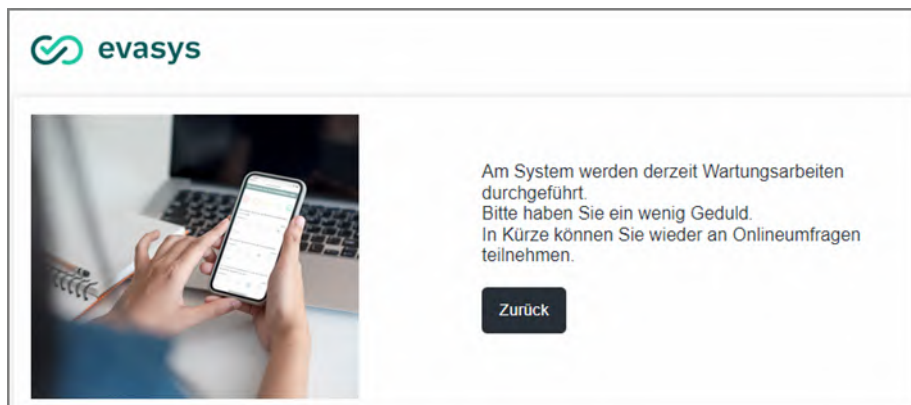 evasys
Am System werden derzeit Wartungsarbeiten
durchgeführt.
Bitte haben Sie ein wenig Geduld.
In Kürze können Sie wieder an Onlineumfragen
teilnehmen.
Zurück